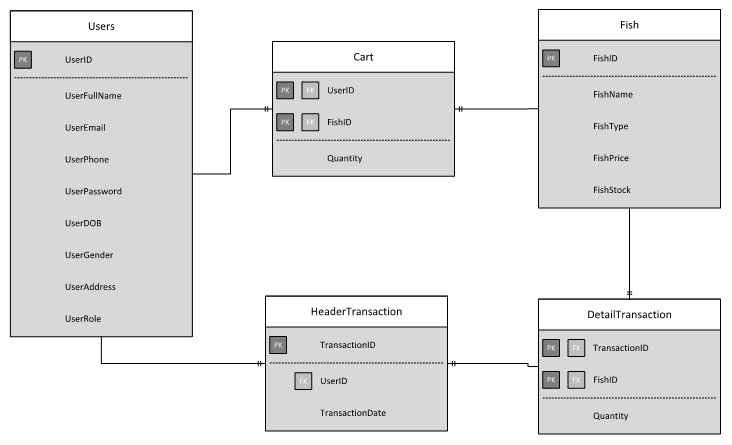 Users
PK UserID
UserFullName
UserEmail
UserPhone
UserPassword
UserDOB
UserGender
UserAddress
UserRole
Cart
PK FK UserID
PK FK FishID
Quantity
Fish
PK FishID
FishName
FishType
FishPrice
FishStock
HeaderTransaction
PK TransactionID
FK UserID
TransactionDate
DetailTransaction
PK FK TransactionID
PK FK FishID
Quantity